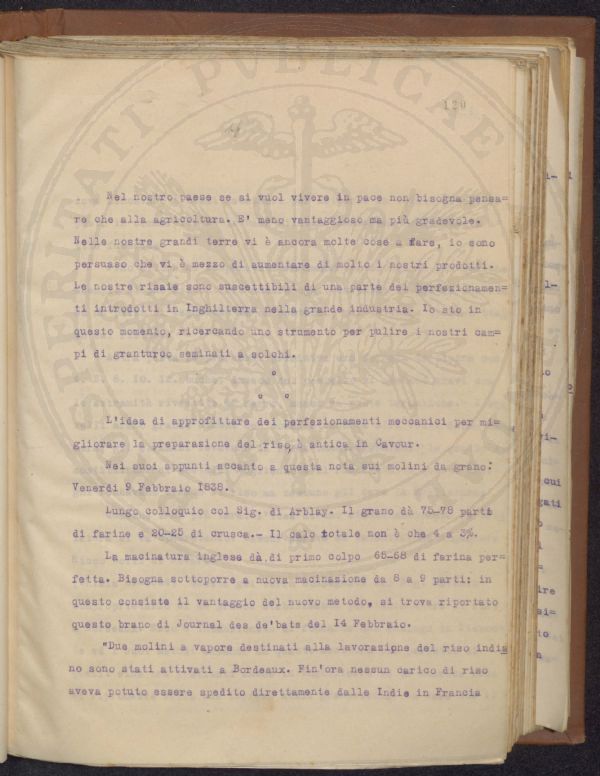 120
Nel nostro paese se si vuol vivere in pace non bisogna pensa=
re che alla agricoltura. E' meno vantaggioso ma più gradevole.
Nelle nostre grandi terre vi è ancora molte cose a fare, io sono
persuaso che vi è mezzo di aumentare di molto i nostri prodotti.
Le nostre risaie sono suscettibili di una parte dei perfezionamen=
ti introdotti in Inghilterra nella grande industria. Io sto in
questo momento, ricercando uno strumento per pulire i nostri cam=
pi di granturco seminati a solchi.
o
o o
L'idea di approfittare dei perfezionamenti meccanici per mi=
gliorare la preparazione del riso, è antica in Cavour.
Nei suoi appunti accanto a questa nota sui molini da grano:
Venerdi 9 Febbraio 1838.
Lungo colloquio col Sig. di Arblay. Il grano dà 75-78 parti
di farine e 20-25 di crusca.- Il calo totale non è che 4 a 3%.
La macinatura inglese dà di primo colpo 65-68 di farina per=
fetta. Bisogna sottoporre a nuova macinazione da 8 a 9 parti: in
questo consiste il vantaggio del nuovo metodo, si trova riportato
questo brano di Journal des de'bats del 14 Febbraio.
"Due molini a vapore destinati alla lavorazione del riso indis
no sono stati attivati a Bordeaux. Fin'ora nessun carico di riso
aveva potuto essere spedito direttamente dalle Indie in Francia